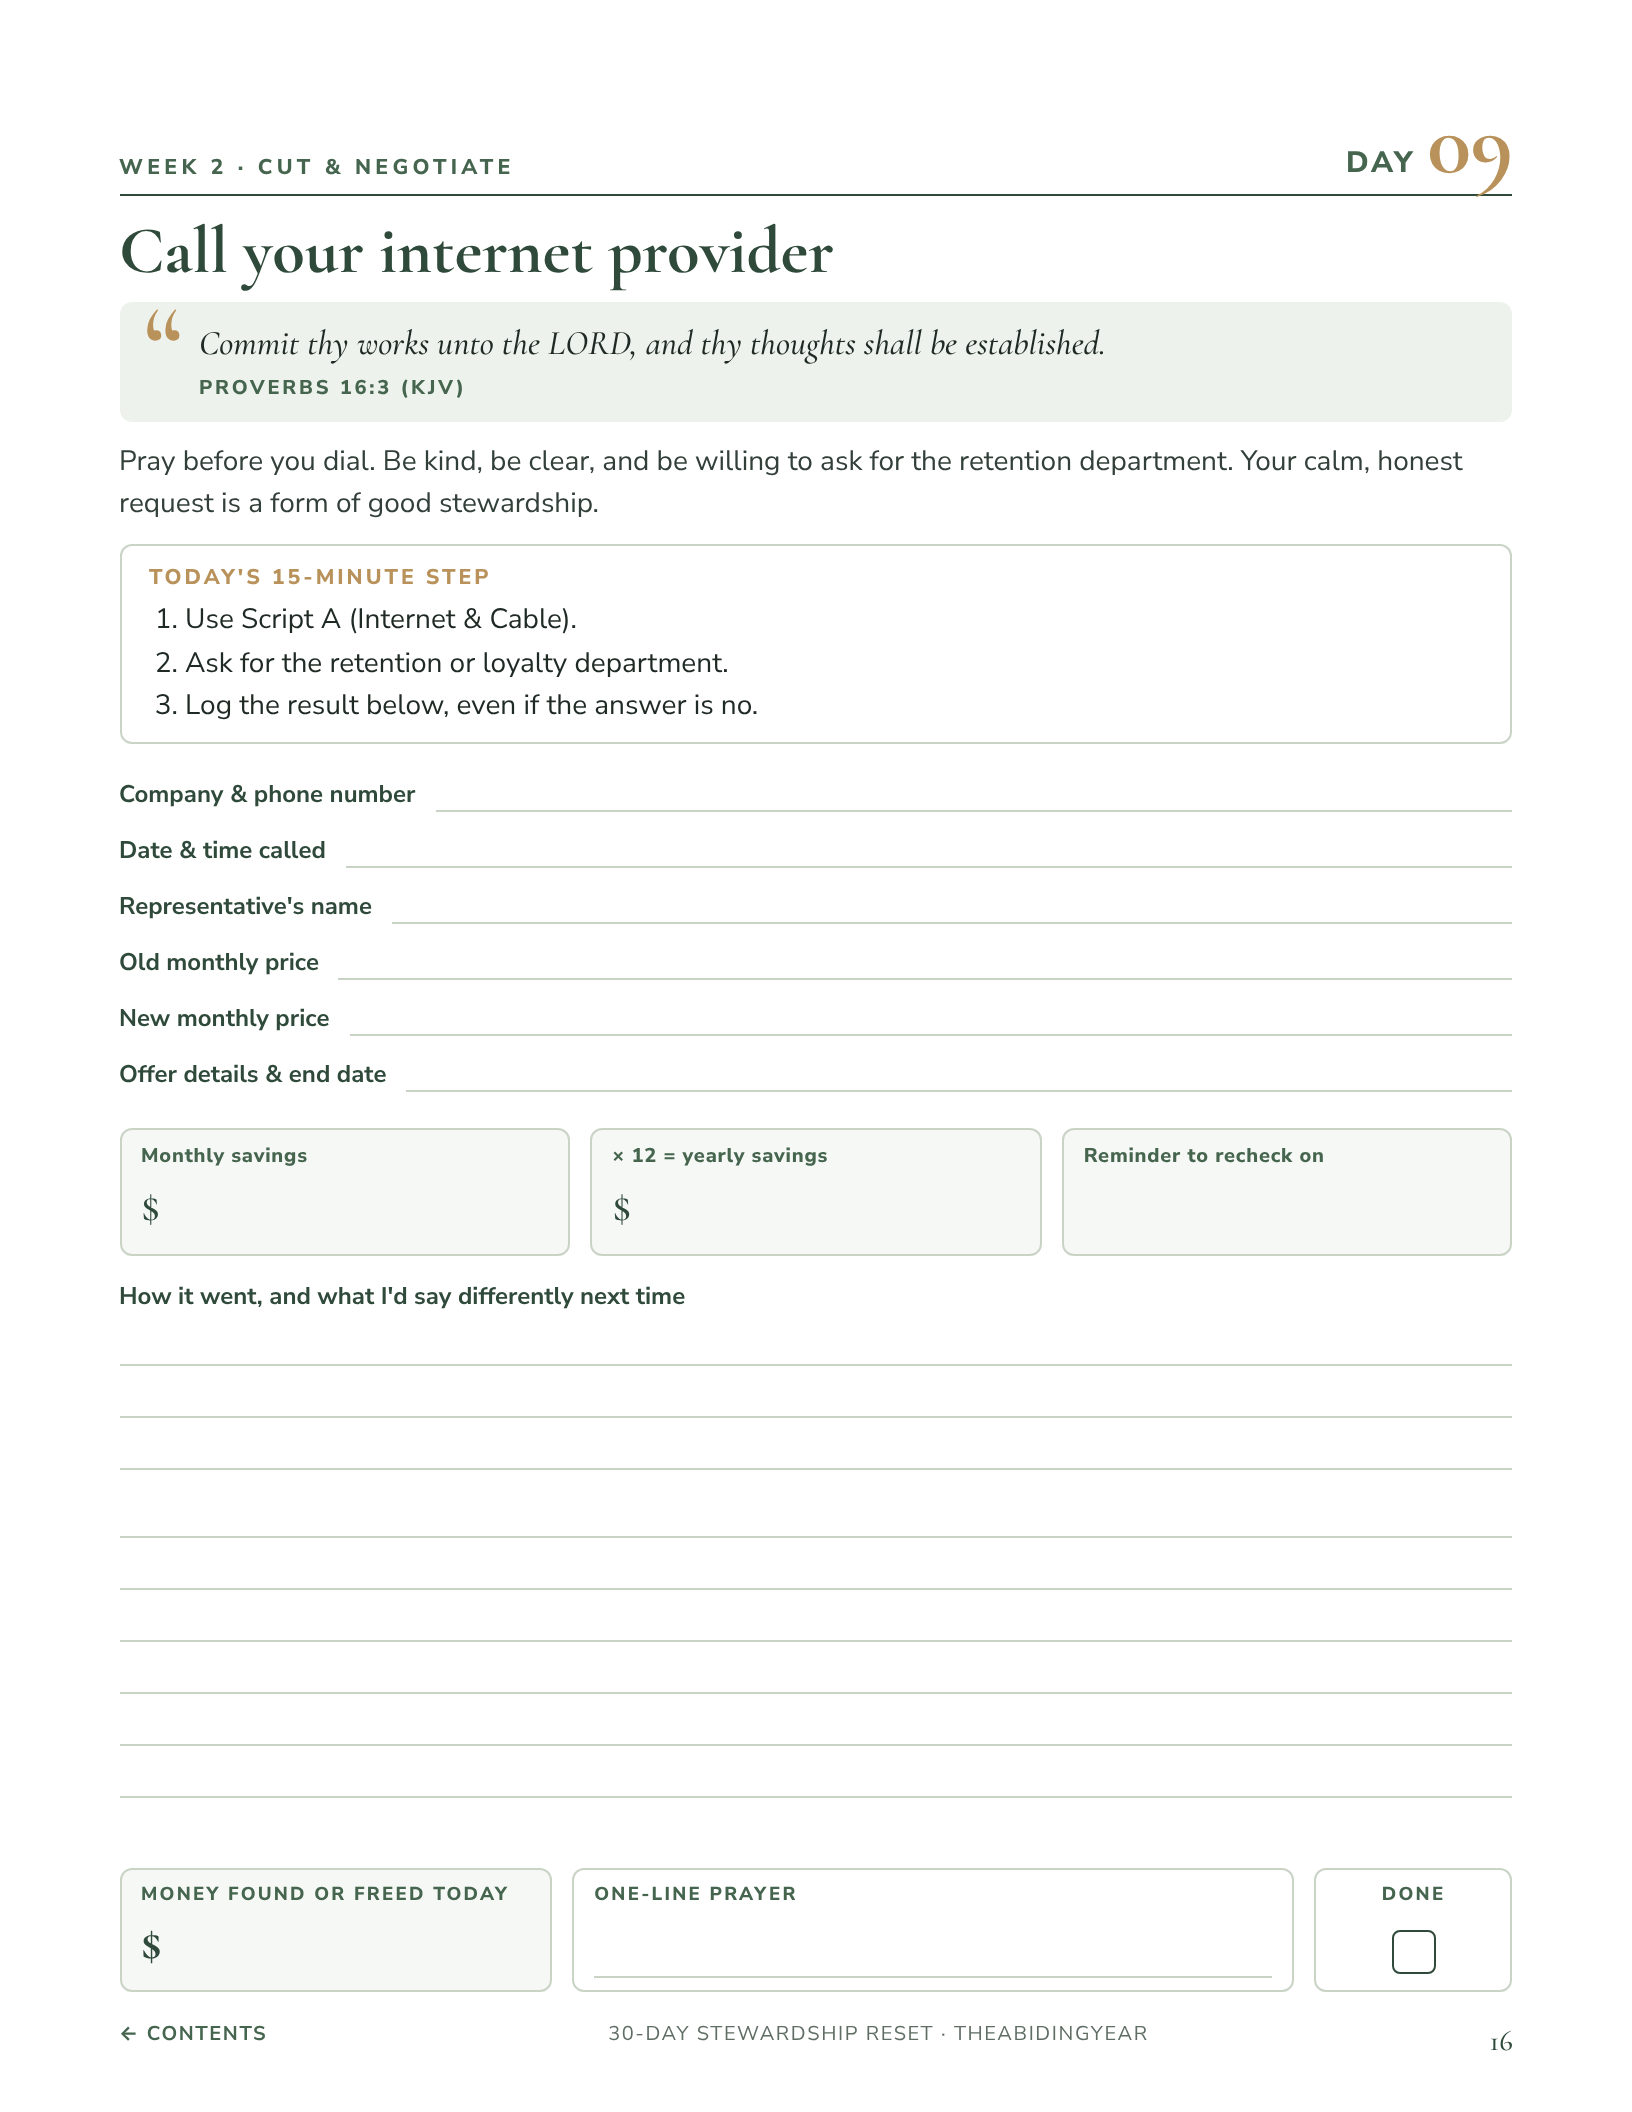 WEEK 2 · CUT & NEGOTIATE
DAY 09
Call your internet provider
“
Commit thy works unto the LORD, and thy thoughts shall be established.
PROVERBS 16:3 (KJV)
Pray before you dial. Be kind, be clear, and be willing to ask for the retention department. Your calm, honest
request is a form of good stewardship.
TODAY'S 15-MINUTE STEP
1. Use Script A (Internet & Cable).
2. Ask for the retention or loyalty department.
3. Log the result below, even if the answer is no.
Company & phone number
Date & time called
Representative's name
Old monthly price
New monthly price
Offer details & end date
Monthly savings
$
× 12 = yearly savings
$
Reminder to recheck on
How it went, and what I'd say differently next time
MONEY FOUND OR FREED TODAY
$
ONE-LINE PRAYER
DONE
← CONTENTS
30-DAY STEWARDSHIP RESET · THEABIDINGYEAR
16